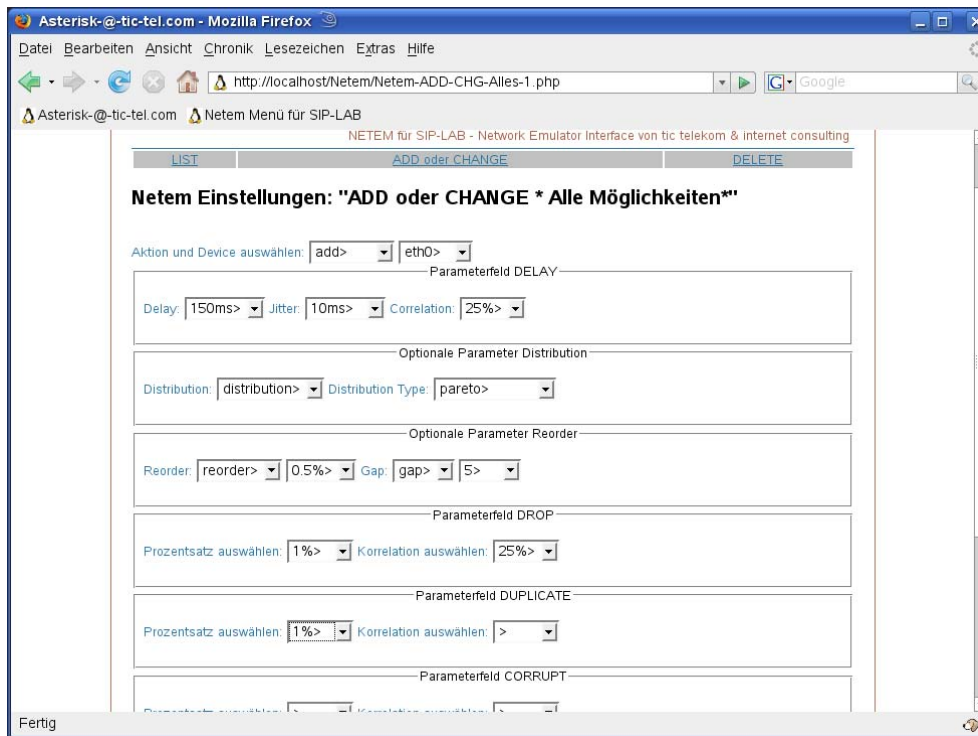 Asterisk-@-tic-tel.com - Mozilla Firefox
Datei Bearbeiten Ansicht Chronik Lesezeichen Extras Hilfe
http://localhost/Netem/Netem-ADD-CHG-Alles-1.php G Google
Asterisk-@-tic-tel.com Netem Menü für SIP-LAB
NETEM für SIP-LAB - Network Emulator Interface von tic telekom & internet consulting
LIST ADD oder CHANGE DELETE
Netem Einstellungen: "ADD oder CHANGE * Alle Möglichkeiten*"
Aktion und Device auswählen: add> eth0>
Parameterfeld DELAY
Delay: 150ms> Jitter: 10ms> Correlation: 25%>
Optionale Parameter Distribution
Distribution: distribution> Distribution Type: pareto>
Optionale Parameter Reorder
Reorder: reorder> 0.5%> Gap: gap> 5>
Parameterfeld DROP
Prozentsatz auswählen: 1%> Korrelation auswählen: 25%>
Parameterfeld DUPLICATE
Prozentsatz auswählen: 1%> Korrelation auswählen: >
Parameterfeld CORRUPT
Prozentsatz auswählen: > Korrelation auswählen: >
Fertig